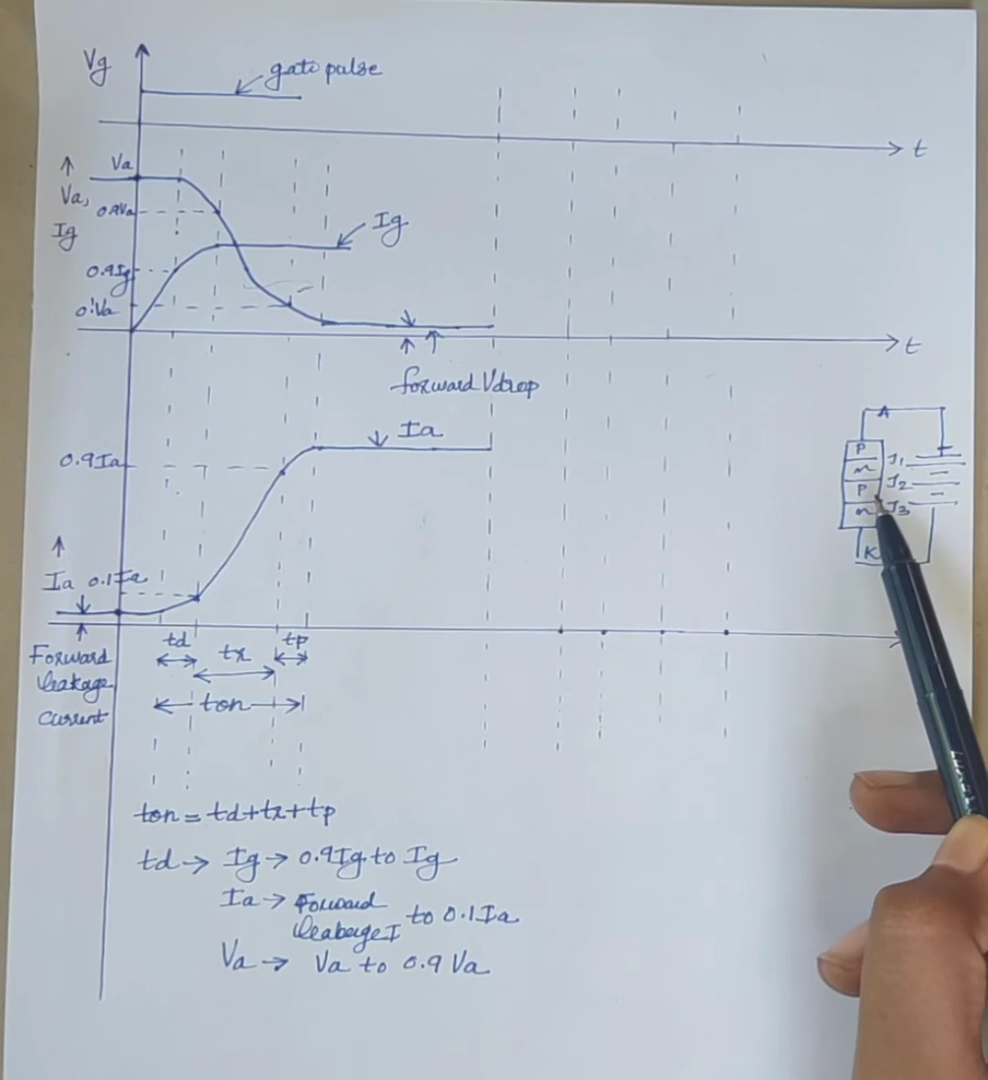 Vg
gate pulse
t
Va
↑
Va,
Ig
0.9Va
Ig
0.9Ig
0.1Va
t
forward Vdrop
Ia
0.9Ia
A
P
n
P
n
J1
J2
J3
K
↑
Ia
0.1Ia
Forward
leakage
current
td
tr
tp
ton
ton = td+tr+tp
td → Ig → 0.9Ig to Ig
Ia → Forward
leakage I to 0.1Ia
Va → Va to 0.9 Va